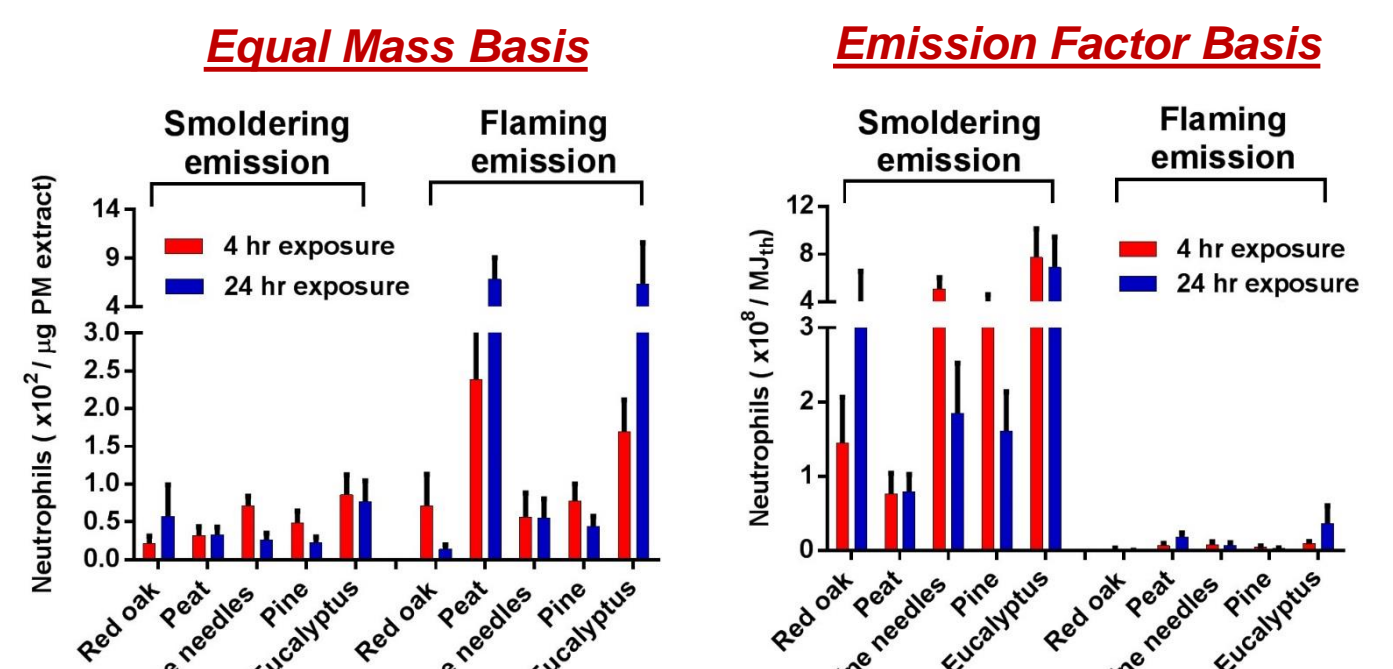 Equal Mass Basis
Smoldering
emission
Flaming
emission
Neutrophils ( x10² / µg PM extract)
14
9
4
3.0
2.5
2.0
1.5
1.0
0.5
0.0
4 hr exposure
24 hr exposure
Red oak
Peat
needles
Pine
Eucalyptus
Red oak
Peat
needles
Pine
Eucalyptus
Emission Factor Basis
Smoldering
emission
Flaming
emission
Neutrophils ( x10⁸ / MJth)
12
8
4
3
2
1
0
4 hr exposure
24 hr exposure
Red oak
Peat
needles
Pine
Eucalyptus
Red oak
Peat
needles
Pine
Eucalyptus